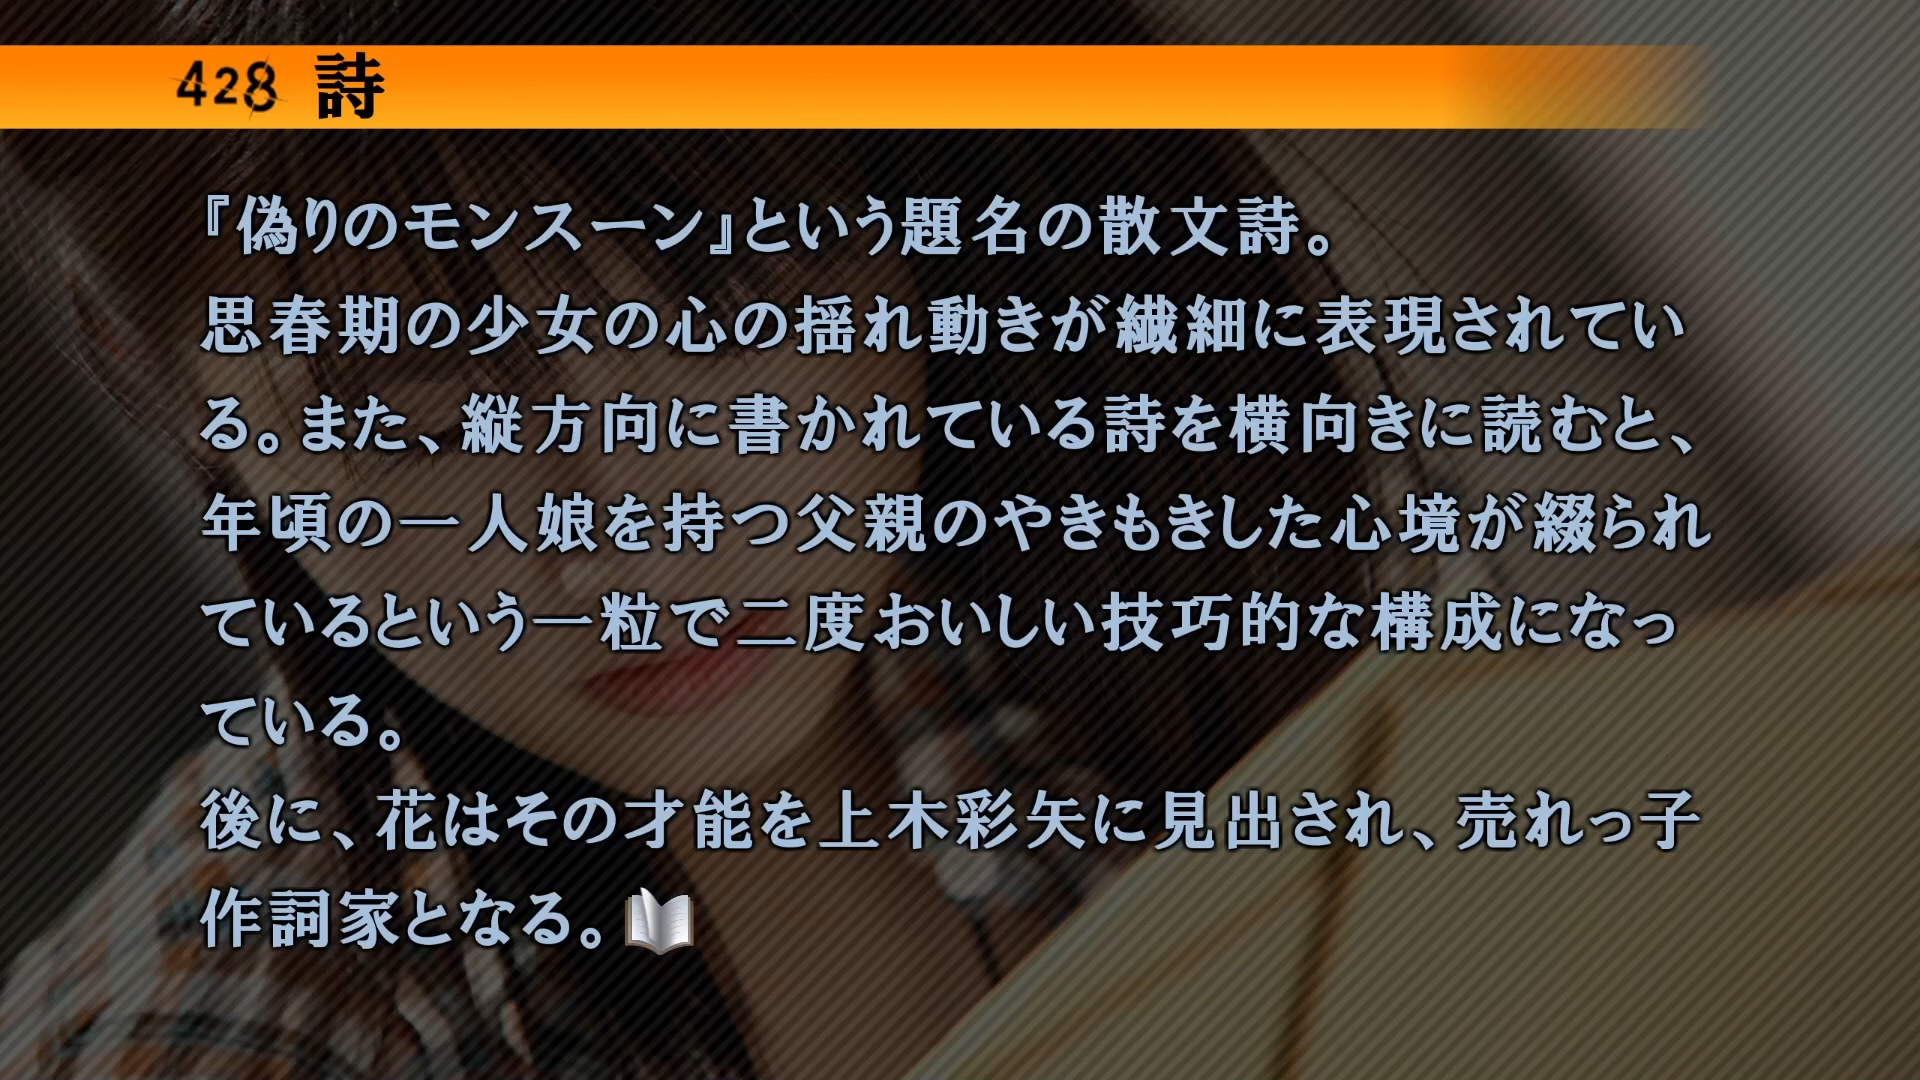 428 詩
『偽りのモンスーン』という題名の散文詩。
思春期の少女の心の揺れ動きが繊細に表現されてい
る。また、縦方向に書かれている詩を横向きに読むと、
年頃の一人娘を持つ父親のやきもきした心境が綴られ
ているという一粒で二度おいしい技巧的な構成になっ
ている。
後に、花はその才能を上木彩矢に見出され、売れっ子
作詞家となる。